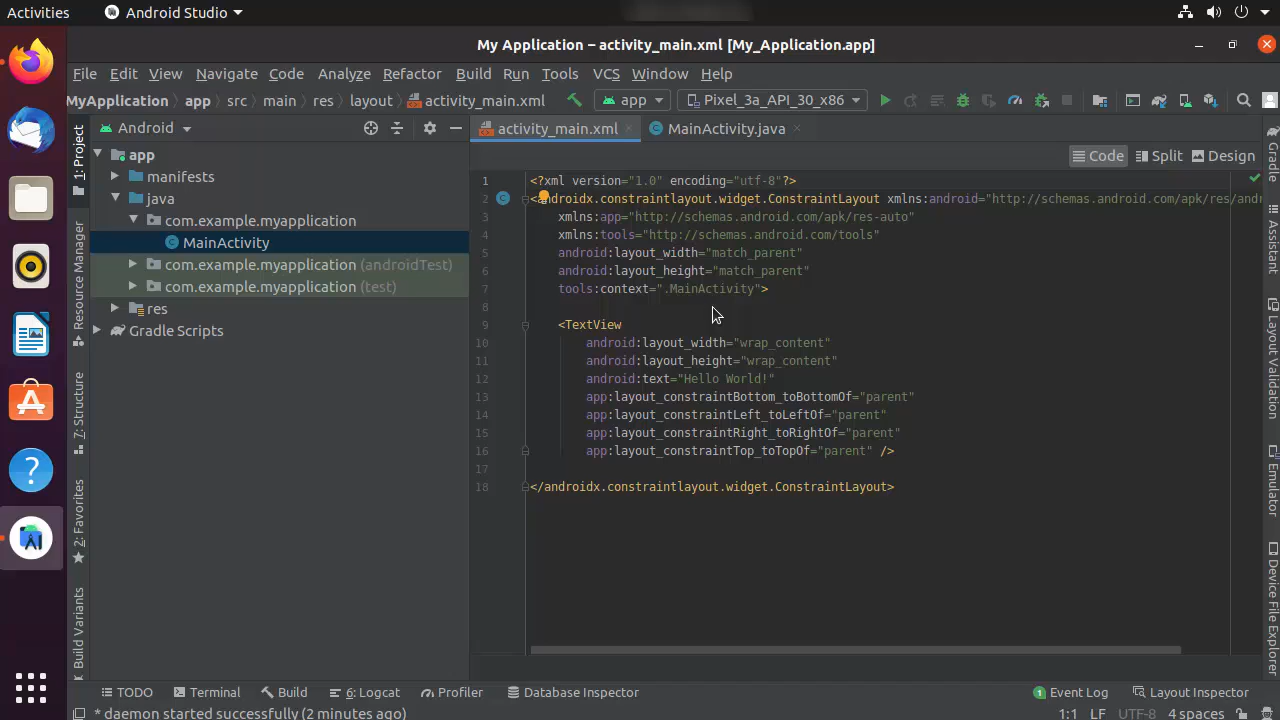 Activities
Android Studio
My Application – activity_main.xml [My_Application.app]
File Edit View Navigate Code Analyze Refactor Build Run Tools VCS Window Help
MyApplication app src main res layout activity_main.xml app Pixel_3a_API_30_x86
1: Project
Resource Manager
7: Structure
2: Favorites
Build Variants
Android
app
manifests
java
com.example.myapplication
MainActivity
com.example.myapplication (androidTest)
com.example.myapplication (test)
res
Gradle Scripts
activity_main.xml MainActivity.java
Code Split Design
1 <?xml version="1.0" encoding="utf-8"?>
2 <androidx.constraintlayout.widget.ConstraintLayout xmlns:android="http://schemas.android.com/apk/res/andr
3 xmlns:app="http://schemas.android.com/apk/res-auto"
4 xmlns:tools="http://schemas.android.com/tools"
5 android:layout_width="match_parent"
6 android:layout_height="match_parent"
7 tools:context=".MainActivity">
8
9 <TextView
10 android:layout_width="wrap_content"
11 android:layout_height="wrap_content"
12 android:text="Hello World!"
13 app:layout_constraintBottom_toBottomOf="parent"
14 app:layout_constraintLeft_toLeftOf="parent"
15 app:layout_constraintRight_toRightOf="parent"
16 app:layout_constraintTop_toTopOf="parent" />
17
18 </androidx.constraintlayout.widget.ConstraintLayout>
Gradle
Assistant
Layout Validation
Emulator
Device File Explorer
TODO Terminal Build 6: Logcat Profiler Database Inspector 1 Event Log Layout Inspector
* daemon started successfully (2 minutes ago) 1:1 LF UTF-8 4 spaces